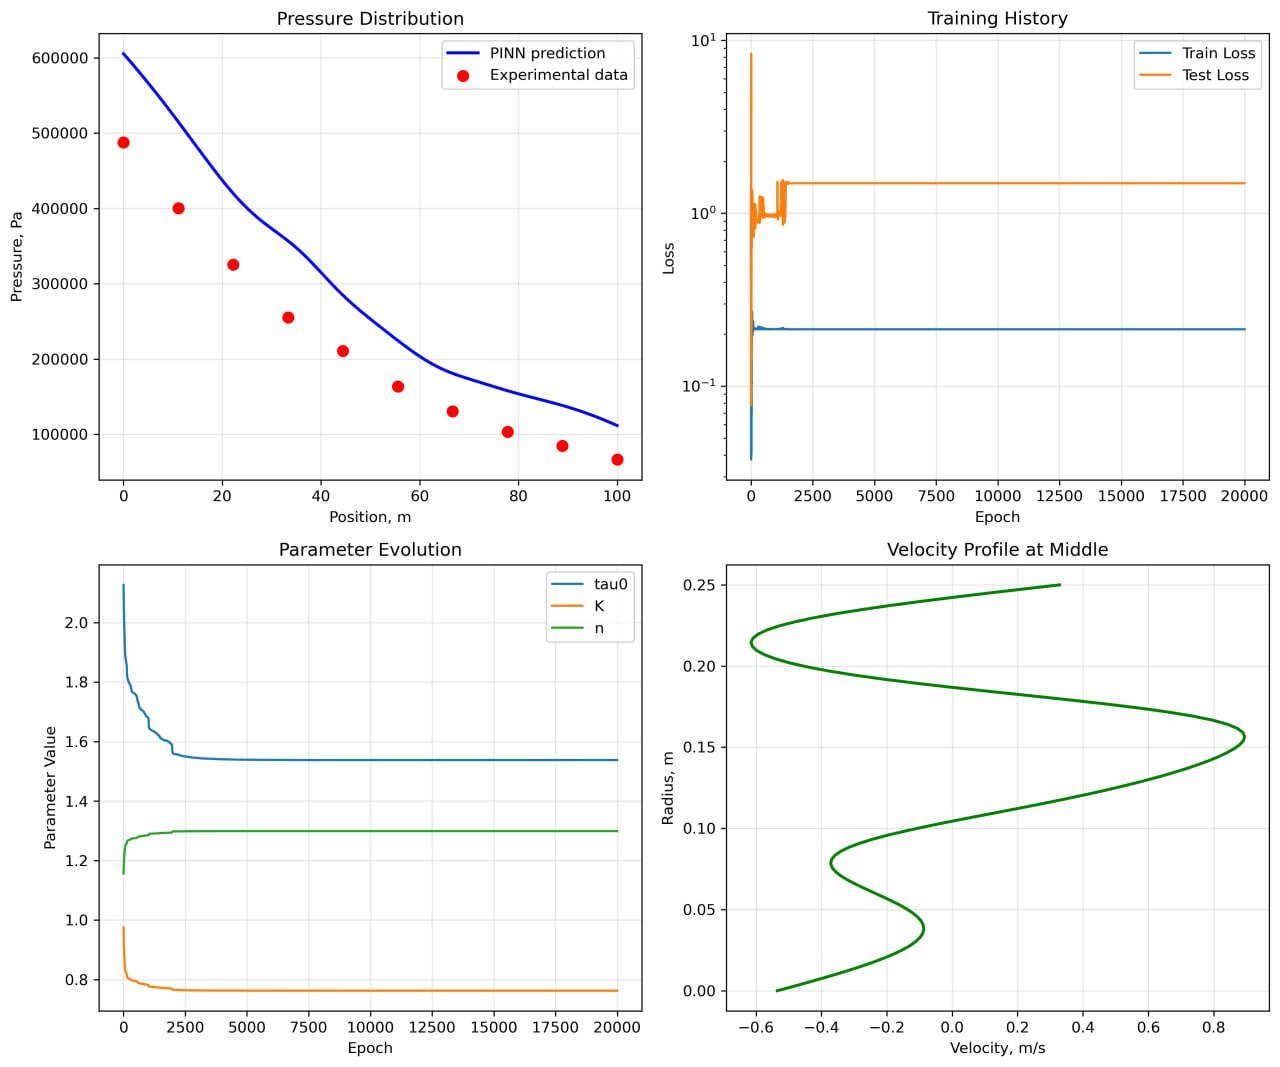 Pressure Distribution
600000
500000
400000
300000
200000
100000
Pressure, Pa
PINN prediction
Experimental data
0 20 40 60 80 100
Position, m
Training History
10¹
10⁰
10⁻¹
Loss
Train Loss
Test Loss
0 2500 5000 7500 10000 12500 15000 17500 20000
Epoch
Parameter Evolution
2.0
1.8
1.6
1.4
1.2
1.0
0.8
Parameter Value
tau0
K
n
0 2500 5000 7500 10000 12500 15000 17500 20000
Epoch
Velocity Profile at Middle
0.25
0.20
0.15
0.10
0.05
0.00
Radius, m
−0.6 −0.4 −0.2 0.0 0.2 0.4 0.6 0.8
Velocity, m/s